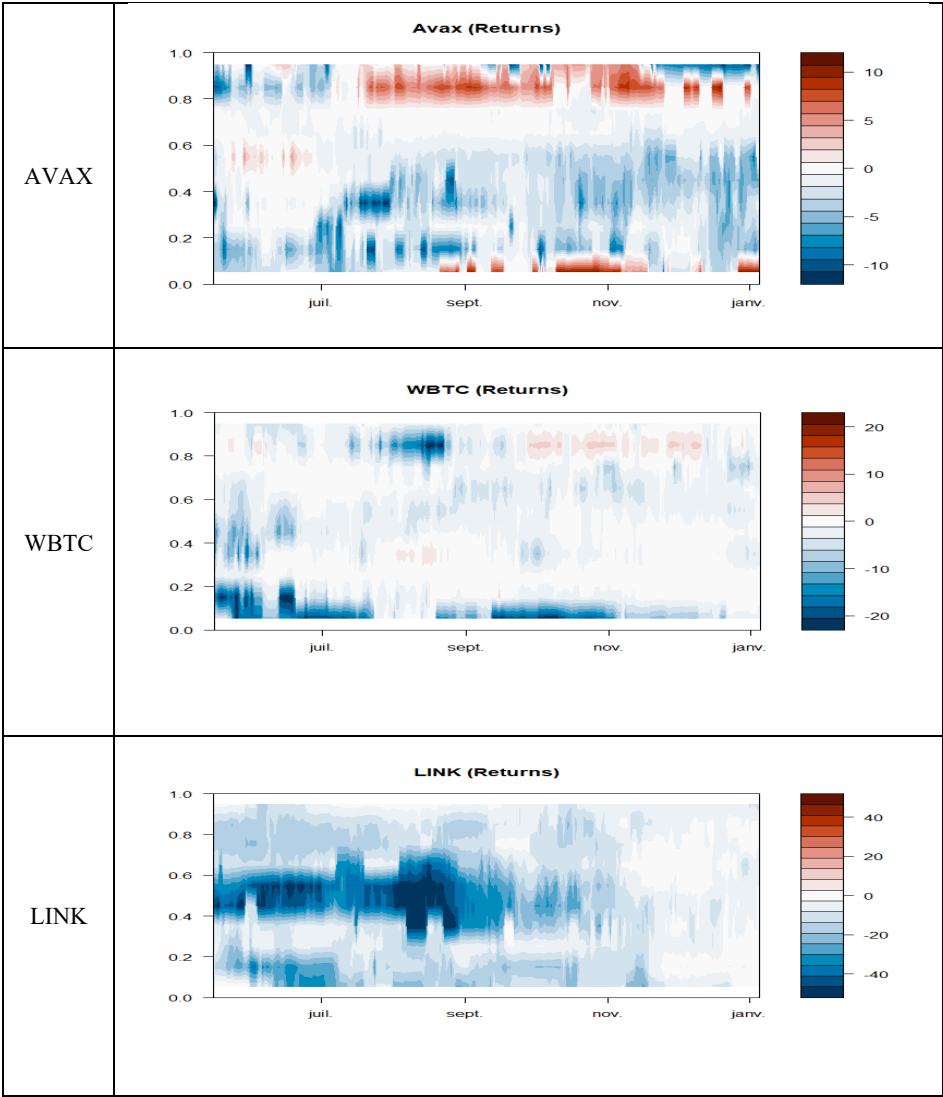 AVAX
Avax (Returns)
1.0
0.8
0.6
0.4
0.2
0.0
juil.
sept.
nov.
janv.
10
5
0
-5
-10
WBTC
WBTC (Returns)
1.0
0.8
0.6
0.4
0.2
0.0
juil.
sept.
nov.
janv.
20
10
0
-10
-20
LINK
LINK (Returns)
1.0
0.8
0.6
0.4
0.2
0.0
juil.
sept.
nov.
janv.
40
20
0
-20
-40